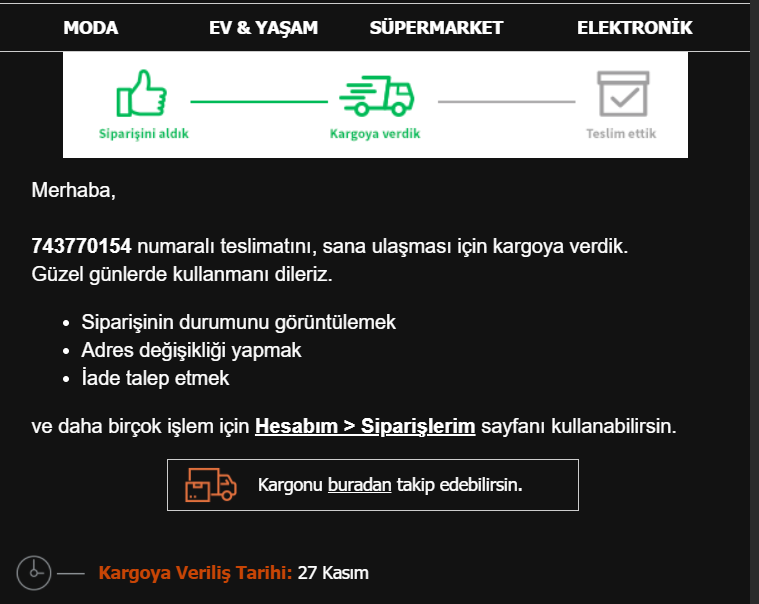 MODA EV & YAŞAM SÜPERMARKET ELEKTRONİK
Siparişini aldık Kargoya verdik Teslim ettik
Merhaba,
743770154 numaralı teslimatını, sana ulaşması için kargoya verdik.
Güzel günlerde kullanmanı dileriz.
• Siparişinin durumunu görüntülemek
• Adres değişikliği yapmak
• İade talep etmek
ve daha birçok işlem için Hesabım > Siparişlerim sayfanı kullanabilirsin.
Kargonu buradan takip edebilirsin.
Kargoya Veriliş Tarihi: 27 Kasım